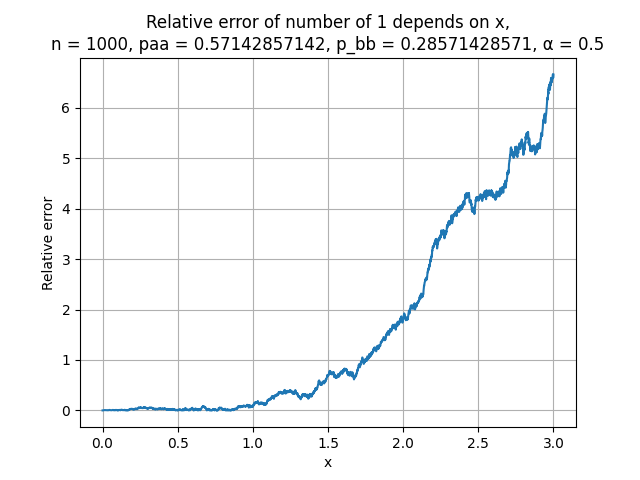 Relative error of number of 1 depends on x,
n = 1000, paa = 0.57142857142, p_bb = 0.28571428571, α = 0.5
6
5
4
3
2
1
0
Relative error
0.0 0.5 1.0 1.5 2.0 2.5 3.0
x